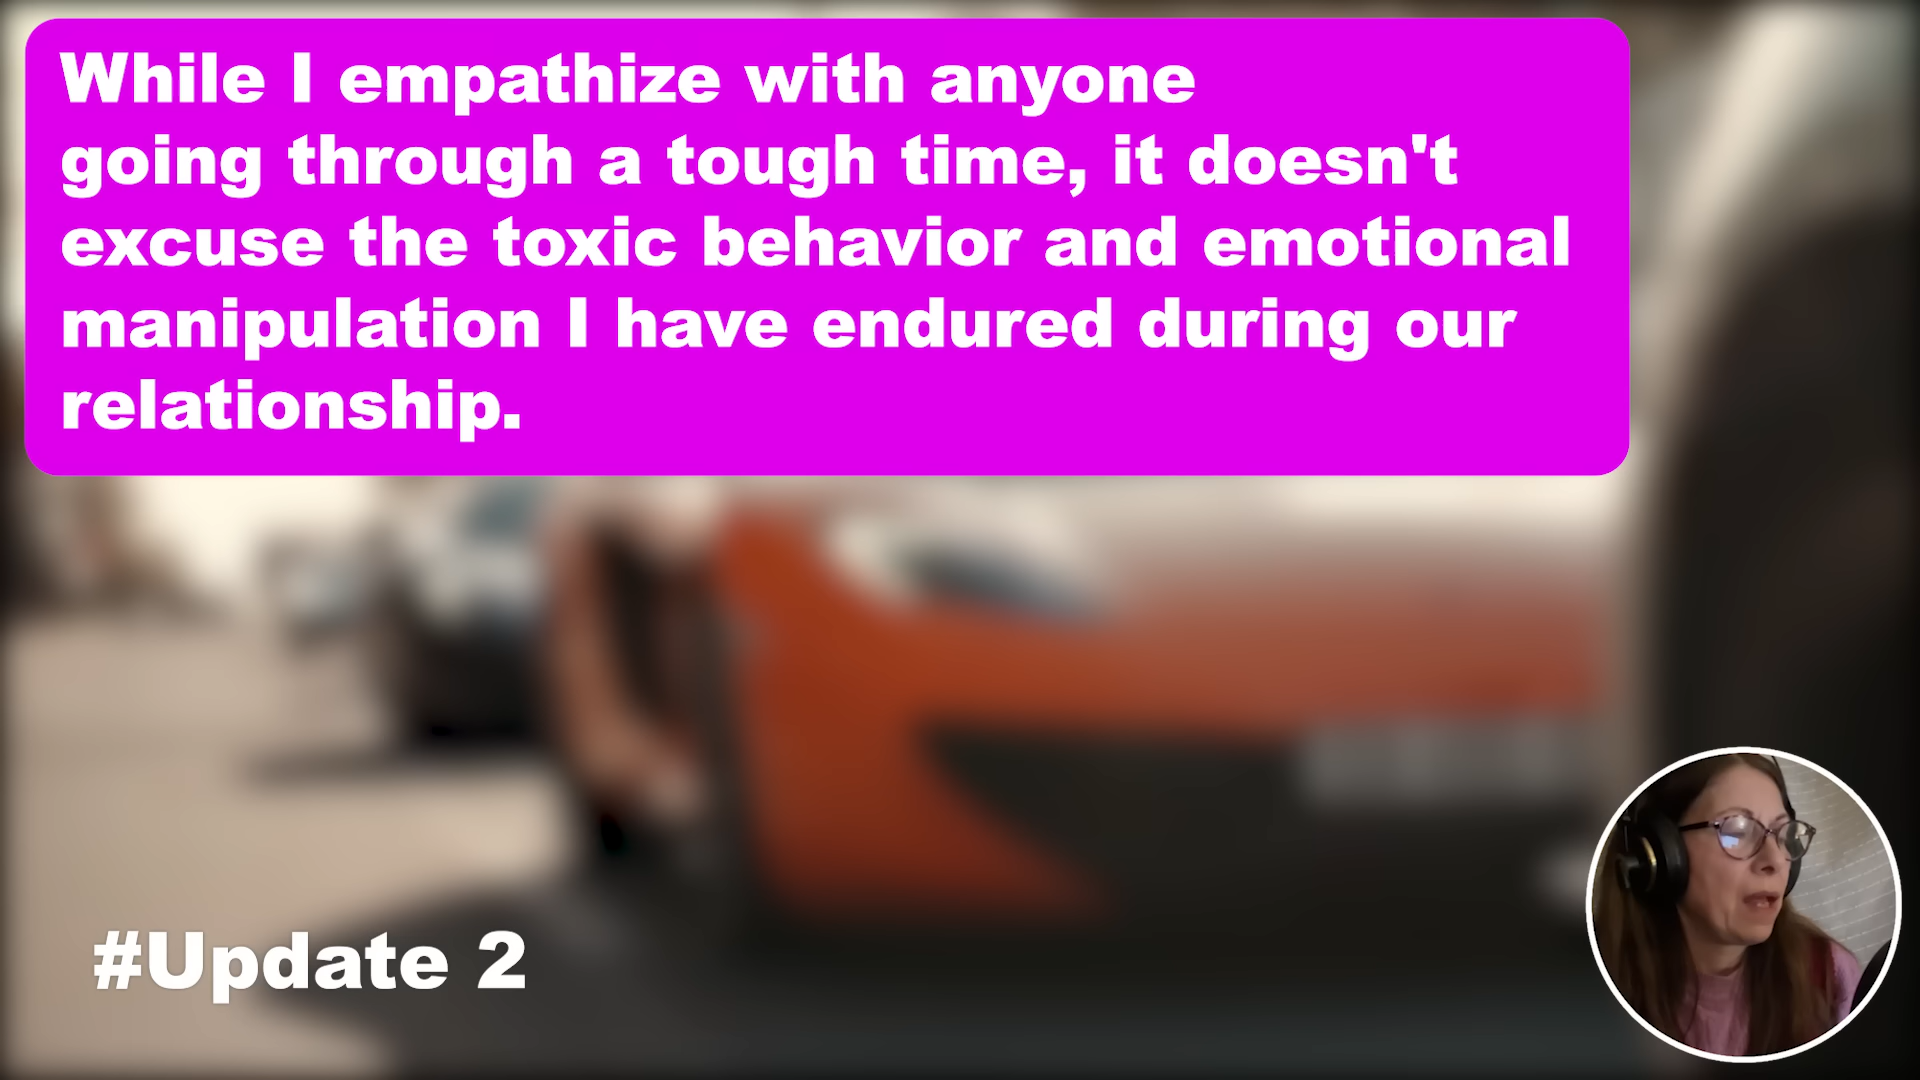 While I empathize with anyone
going through a tough time, it doesn't
excuse the toxic behavior and emotional
manipulation I have endured during our
relationship.
#Update 2